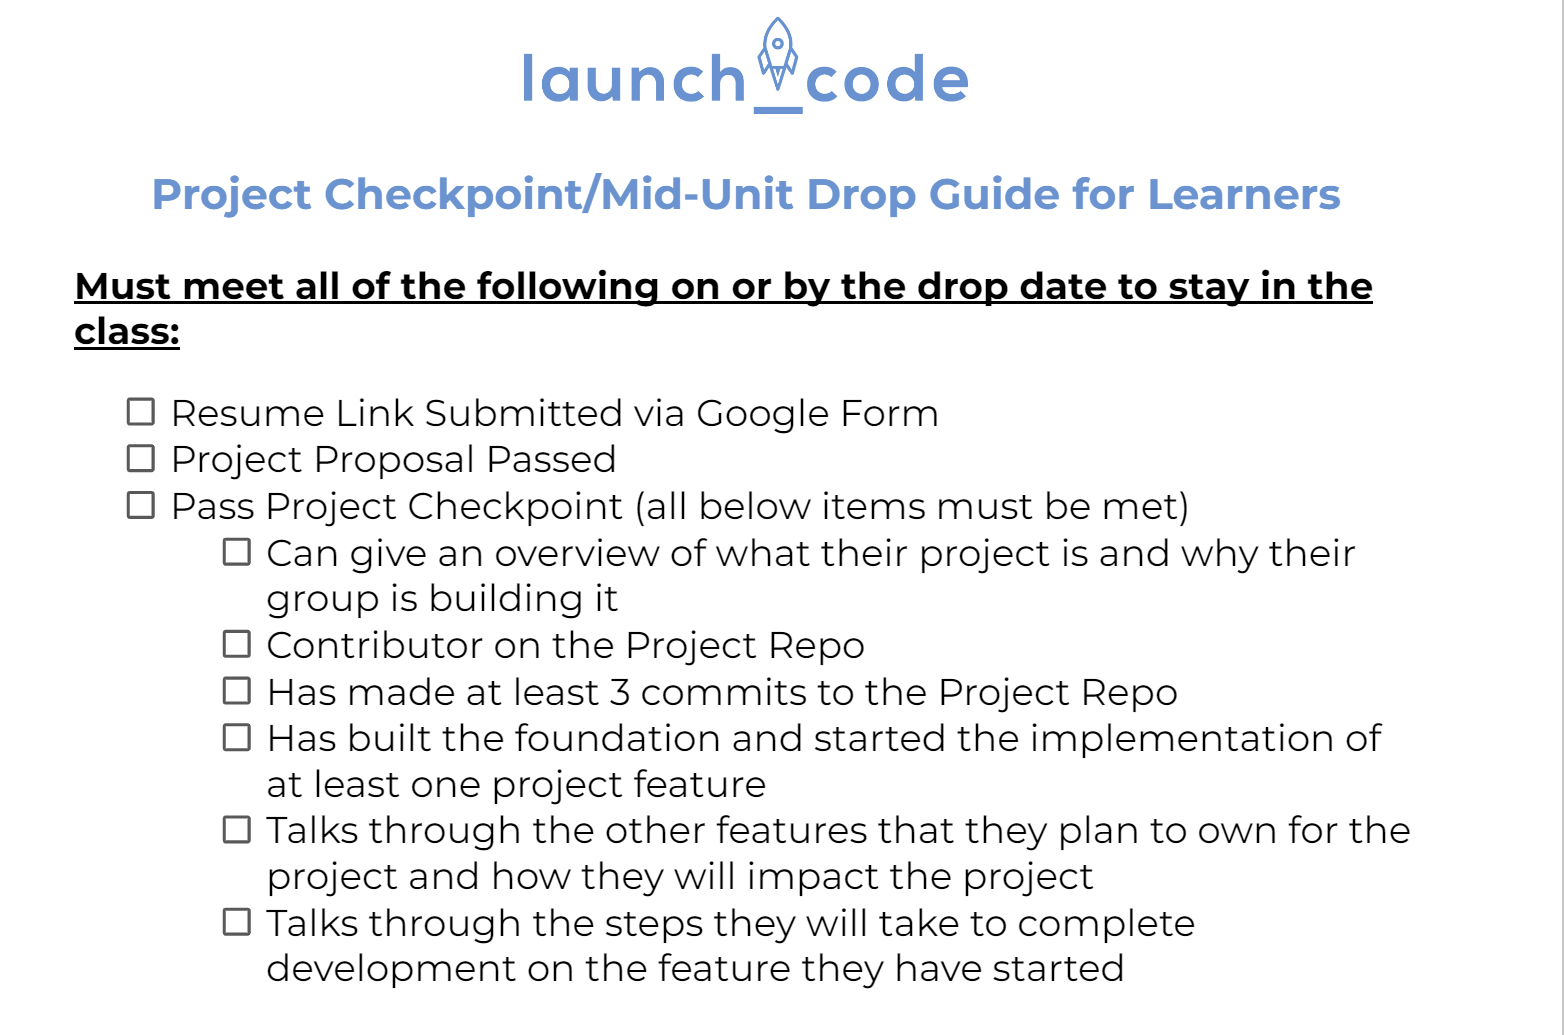 launch_code
Project Checkpoint/Mid-Unit Drop Guide for Learners
Must meet all of the following on or by the drop date to stay in the
class:
Resume Link Submitted via Google Form
Project Proposal Passed
Pass Project Checkpoint (all below items must be met)
Can give an overview of what their project is and why their
group is building it
Contributor on the Project Repo
Has made at least 3 commits to the Project Repo
Has built the foundation and started the implementation of
at least one project feature
Talks through the other features that they plan to own for the
project and how they will impact the project
Talks through the steps they will take to complete
development on the feature they have started